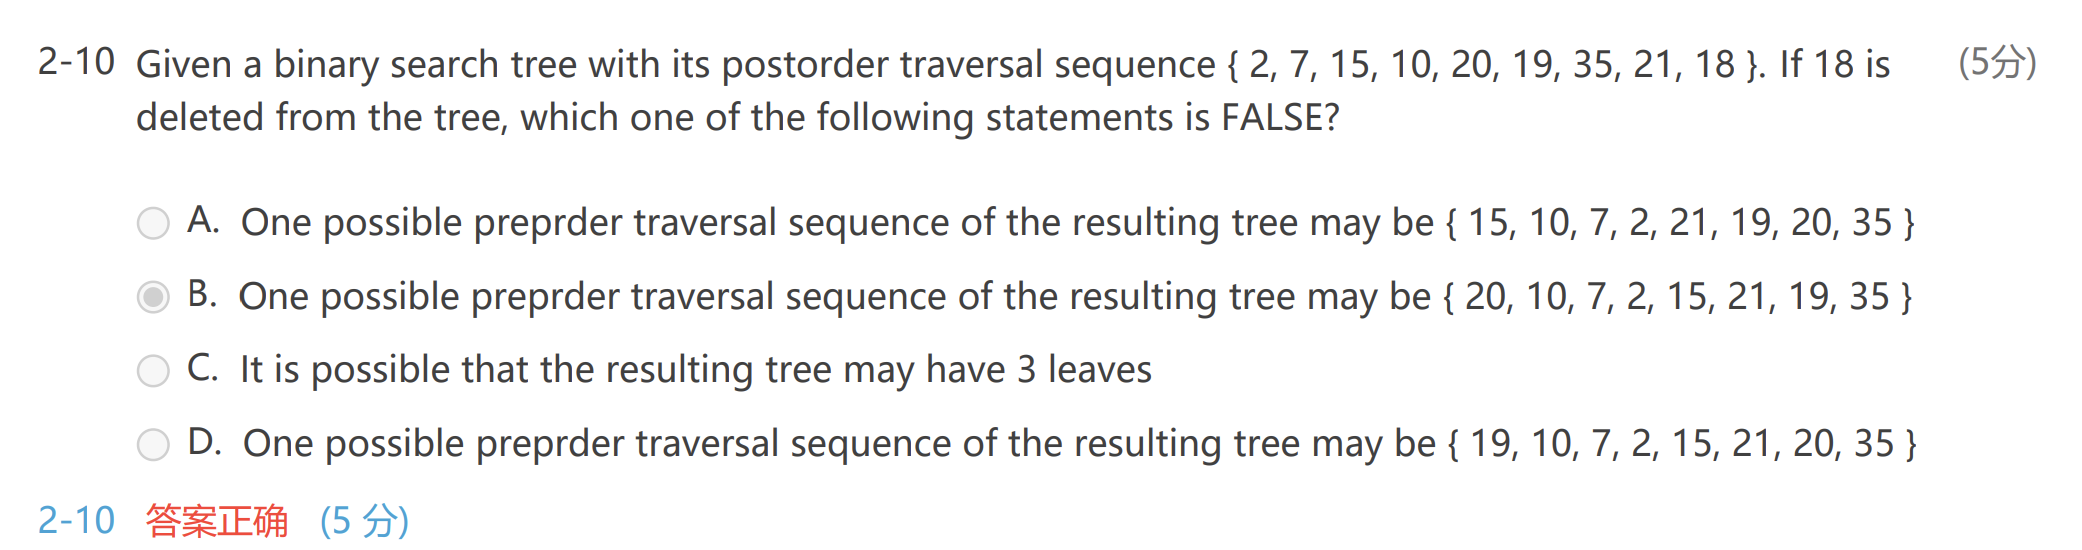 2-10 Given a binary search tree with its postorder traversal sequence { 2, 7, 15, 10, 20, 19, 35, 21, 18 }. If 18 is (5分)
deleted from the tree, which one of the following statements is FALSE?
A. One possible preprder traversal sequence of the resulting tree may be { 15, 10, 7, 2, 21, 19, 20, 35 }
B. One possible preprder traversal sequence of the resulting tree may be { 20, 10, 7, 2, 15, 21, 19, 35 }
C. It is possible that the resulting tree may have 3 leaves
D. One possible preprder traversal sequence of the resulting tree may be { 19, 10, 7, 2, 15, 21, 20, 35 }
2-10 答案正确 (5 分)